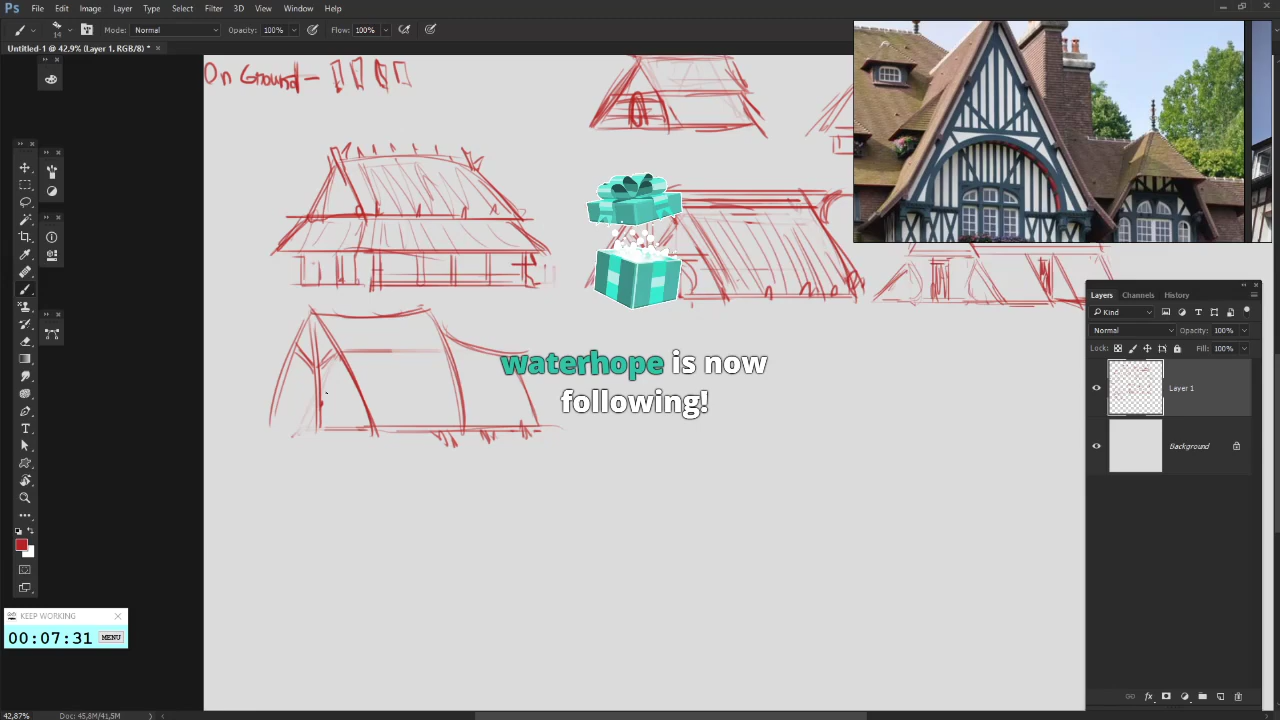 Ps File Edit Image Layer Type Select Filter 3D View Window Help
14 Mode: Normal Opacity: 100% Flow: 100%
Untitled-1 @ 42,9% (Layer 1, RGB/8) *
On Ground -
waterhope is now
following!
Layers Channels History
Kind
Normal Opacity: 100%
Lock: Fill: 100%
Layer 1
Background
KEEP WORKING
00:07:31 MENU
42,87% Doc: 45,8M/41,5M